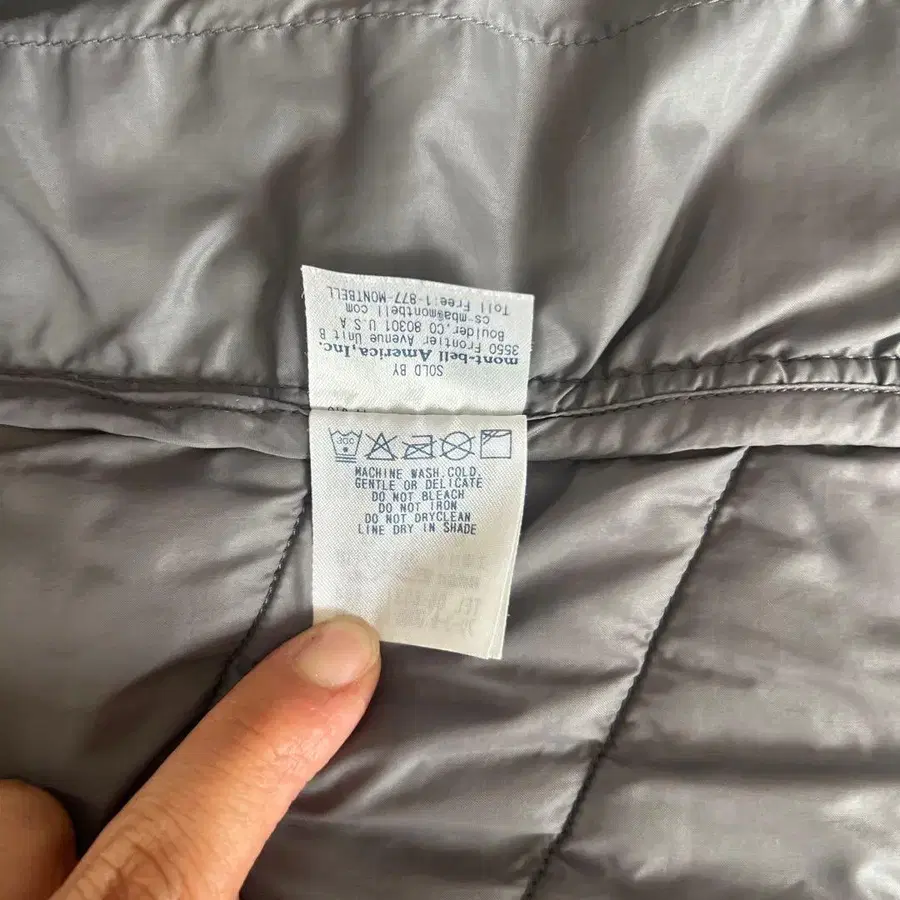 SOLD BY
mont-bell America, Inc.
3550 Frontier Avenue Unit B
Boulder, CO 80301 U.S.A
cs-mba@montbell.com
Toll Free:1-877-MONTBELL
30C
MACHINE WASH,COLD,
GENTLE OR DELICATE
DO NOT BLEACH
DO NOT IRON
DO NOT DRYCLEAN
LINE DRY IN SHADE
TEL